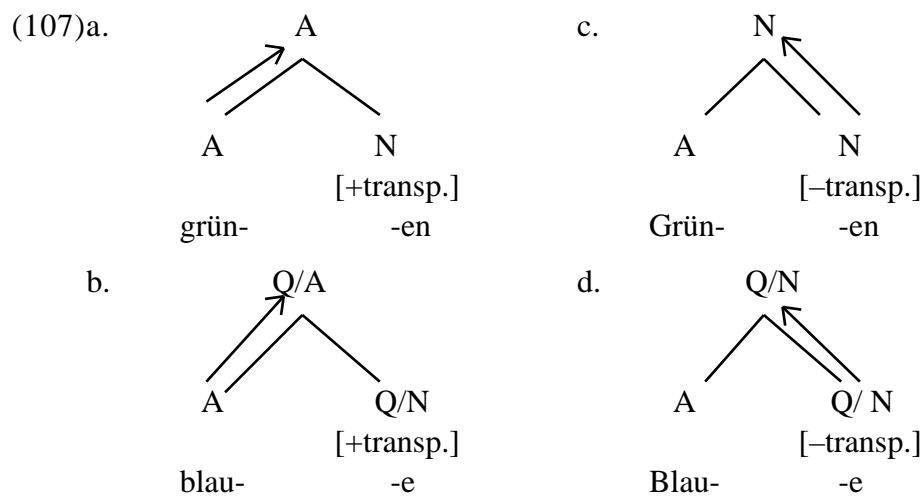 (107)a. A c. N
A N A N
[+transp.] [–transp.]
grün- -en Grün- -en
b. Q/A d. Q/N
A Q/N A Q/ N
[+transp.] [–transp.]
blau- -e Blau- -e